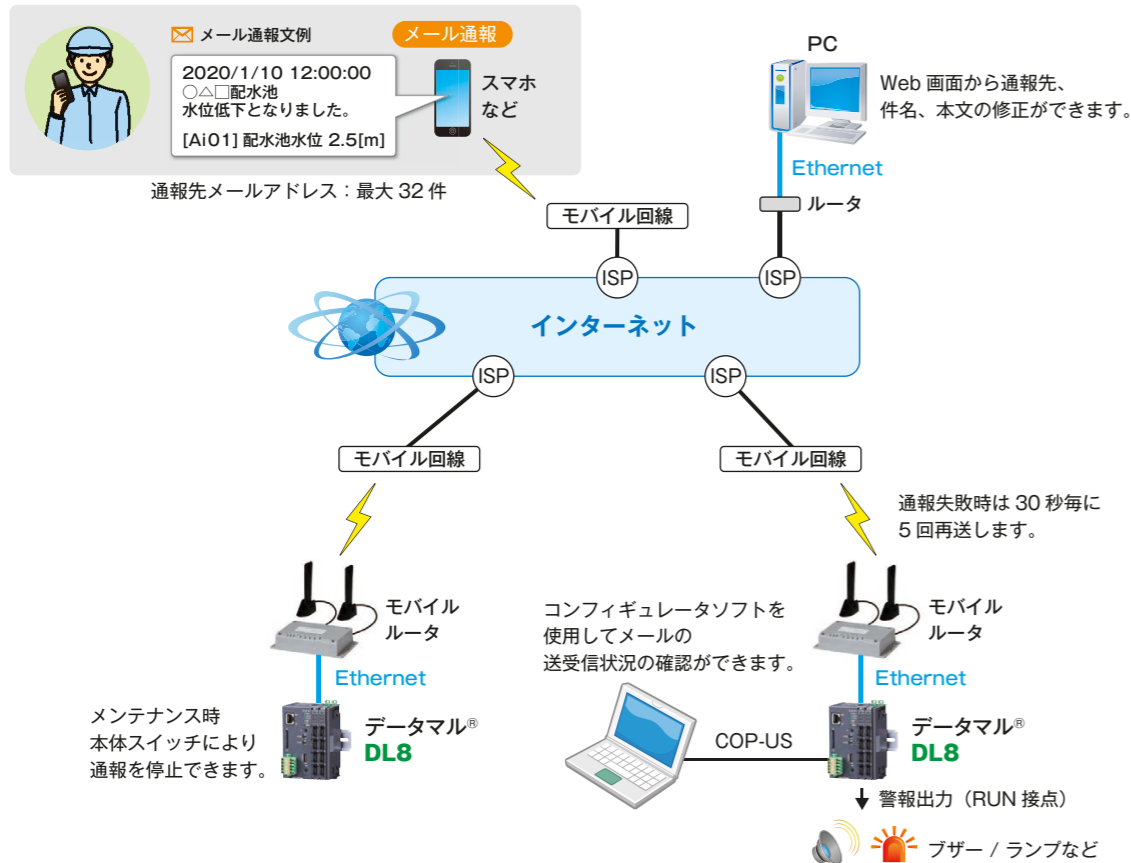 メール通報文例
メール通報
2020/1/10 12:00:00
○△□配水池
水位低下となりました。
[Ai01] 配水池水位 2.5[m]
スマホ
など
通報先メールアドレス：最大 32 件
PC
Web 画面から通報先、
件名、本文の修正ができます。
Ethernet
ルータ
モバイル回線
ISP
ISP
インターネット
ISP
ISP
モバイル回線
モバイル回線
通報失敗時は 30 秒毎に
5 回再送します。
モバイル
ルータ
Ethernet
メンテナンス時
本体スイッチにより
通報を停止できます。
データマル®
DL8
コンフィギュレータソフトを
使用してメールの
送受信状況の確認ができます。
COP-US
モバイル
ルータ
Ethernet
データマル®
DL8
警報出力（RUN 接点）
ブザー / ランプなど